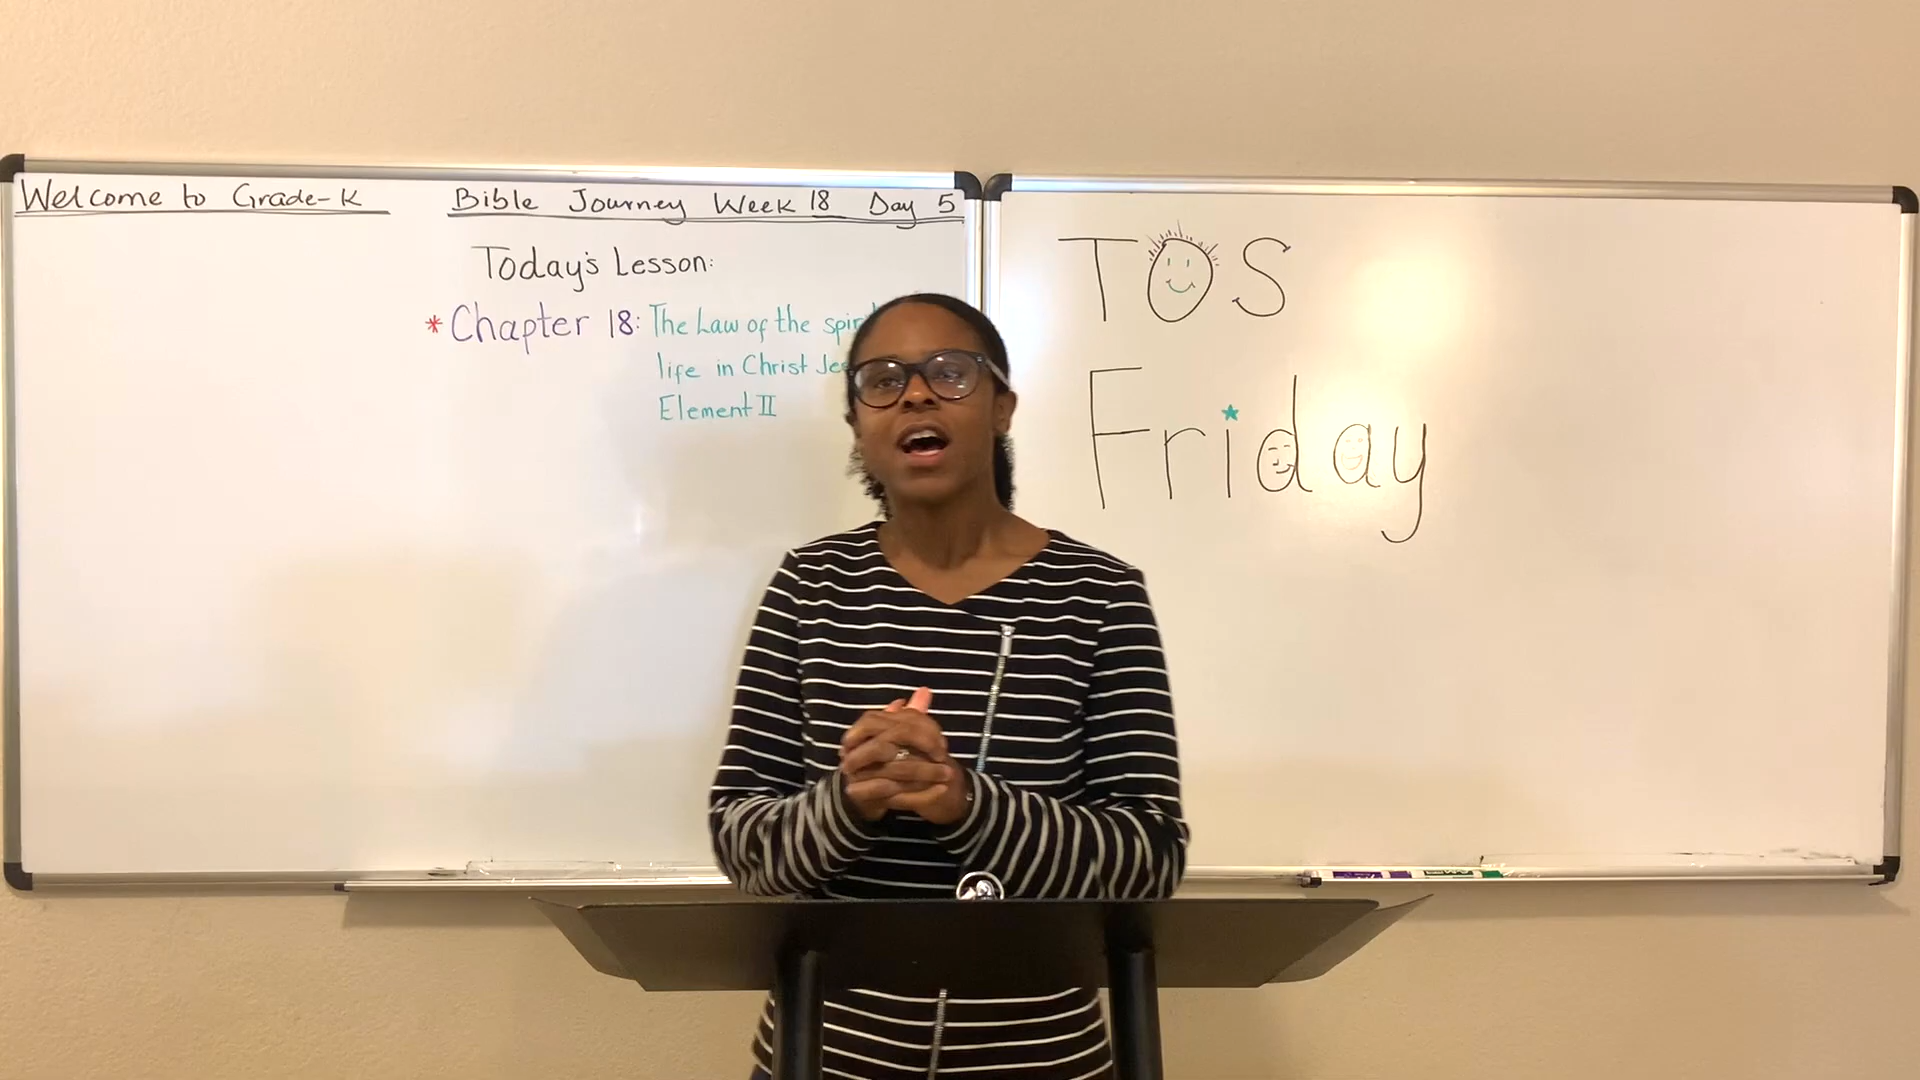 Welcome to Grade-K
Bible Journey Week 18 Day 5
Today's Lesson:
* Chapter 18: The Law of the
life in Christ
Element II
TOS
Friday